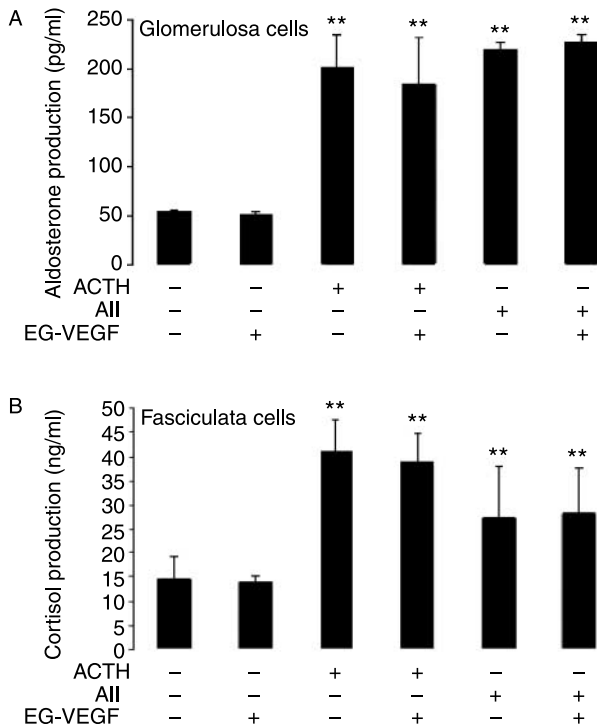 A
Glomerulosa cells
Aldosterone production (pg/ml)
250
200
150
100
50
0
** ** ** **
ACTH – – + + – –
AII – – – – + +
EG-VEGF – + – + – +
B
Fasciculata cells
Cortisol production (ng/ml)
50
45
40
35
30
25
20
15
10
5
0
** ** ** **
ACTH – – + + – –
AII – – – – + +
EG-VEGF – + – + – +